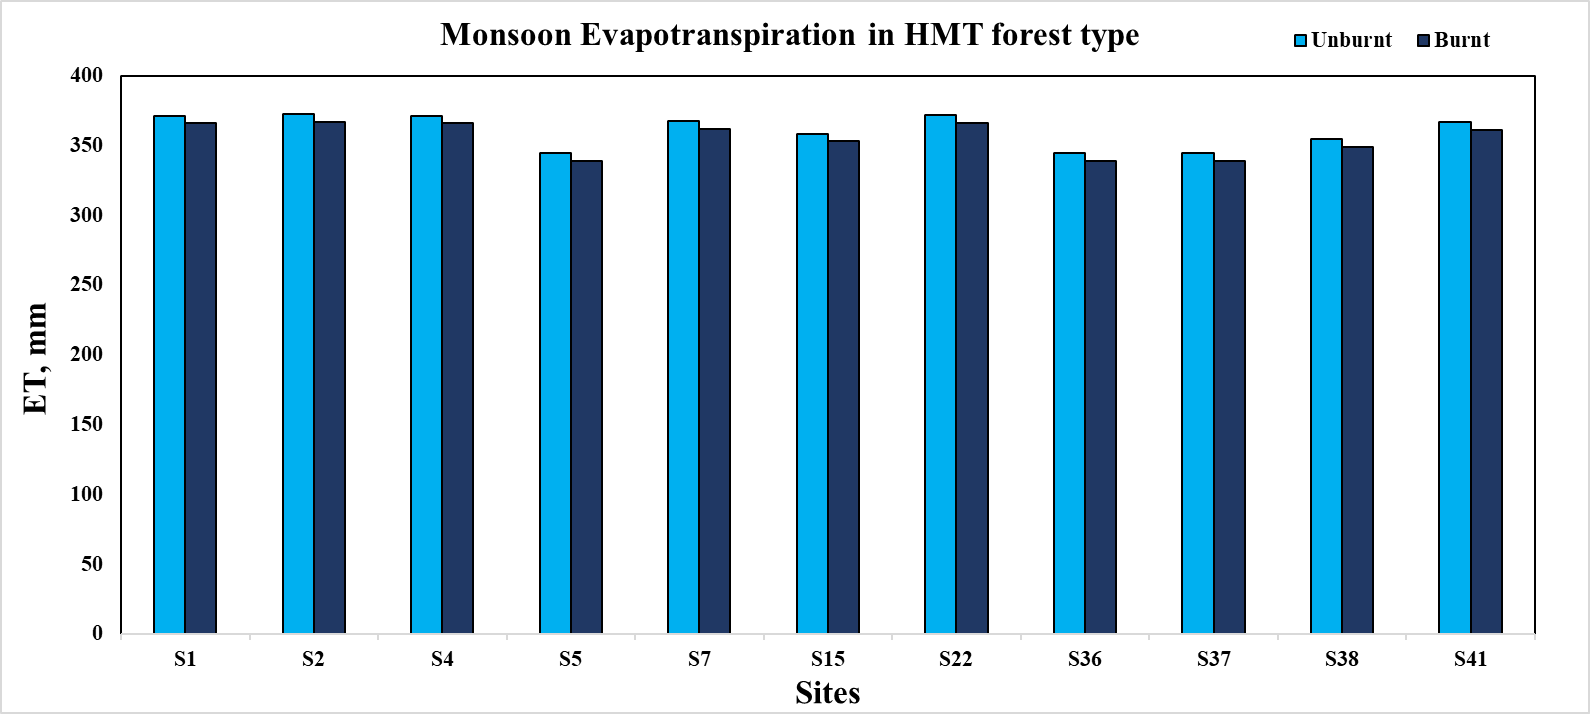 Monsoon Evapotranspiration in HMT forest type
Unburnt Burnt
400
350
300
250
200
150
100
50
0
ET, mm
S1 S2 S4 S5 S7 S15 S22 S36 S37 S38 S41
Sites